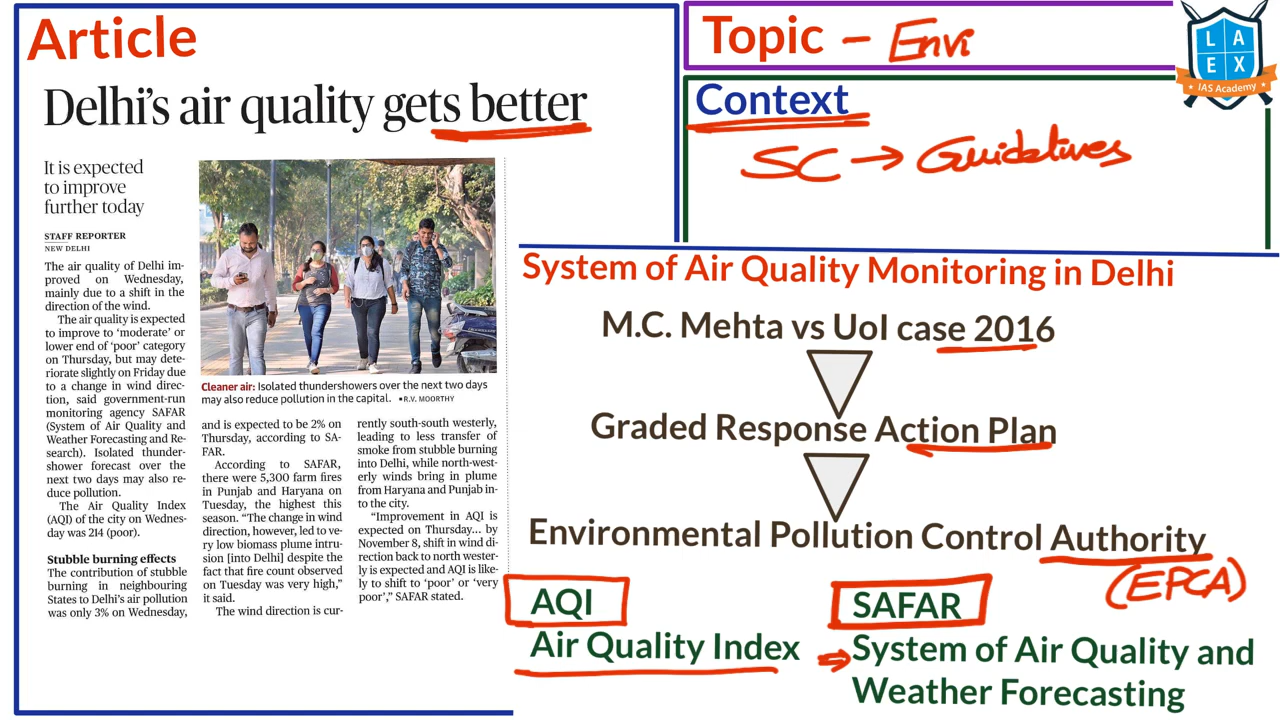 Article
Delhi's air quality gets better
It is expected
to improve
further today
STAFF REPORTER
NEW DELHI
The air quality of Delhi im-
proved on Wednesday,
mainly due to a shift in the
direction of the wind.
The air quality is expected
to improve to 'moderate' or
lower end of 'poor' category
on Thursday, but may dete-
riorate slightly on Friday due
to a change in wind direc-
tion, said government-run
monitoring agency SAFAR
(System of Air Quality and
Weather Forecasting and Re-
search). Isolated thunder-
shower forecast over the
next two days may also re-
duce pollution.
The Air Quality Index
(AQI) of the city on Wednes-
day was 214 (poor).
Stubble burning effects
The contribution of stubble
burning in neighbouring
States to Delhi's air pollution
was only 3% on Wednesday,
Cleaner air: Isolated thundershowers over the next two days
may also reduce pollution in the capital. ▪R.V. MOORTHY
and is expected to be 2% on
Thursday, according to SA-
FAR.
According to SAFAR,
there were 5,300 farm fires
in Punjab and Haryana on
Tuesday, the highest this
season. "The change in wind
direction, however, led to ve-
ry low biomass plume intru-
sion [into Delhi] despite the
fact that fire count observed
on Tuesday was very high,"
it said.
The wind direction is cur-
rently south-south westerly,
leading to less transfer of
smoke from stubble burning
into Delhi, while north-west-
erly winds bring in plume
from Haryana and Punjab in-
to the city.
"Improvement in AQI is
expected on Thursday... by
November 8, shift in wind di-
rection back to north wester-
ly is expected and AQI is like-
ly to shift to 'poor' or 'very
poor'," SAFAR stated.
Topic – Envi
L A
E X
IAS Academy
Context
SC → Guidelines
System of Air Quality Monitoring in Delhi
M.C. Mehta vs UoI case 2016
Graded Response Action Plan
Environmental Pollution Control Authority
(EPCA)
AQI
Air Quality Index
SAFAR
⇒System of Air Quality and
Weather Forecasting